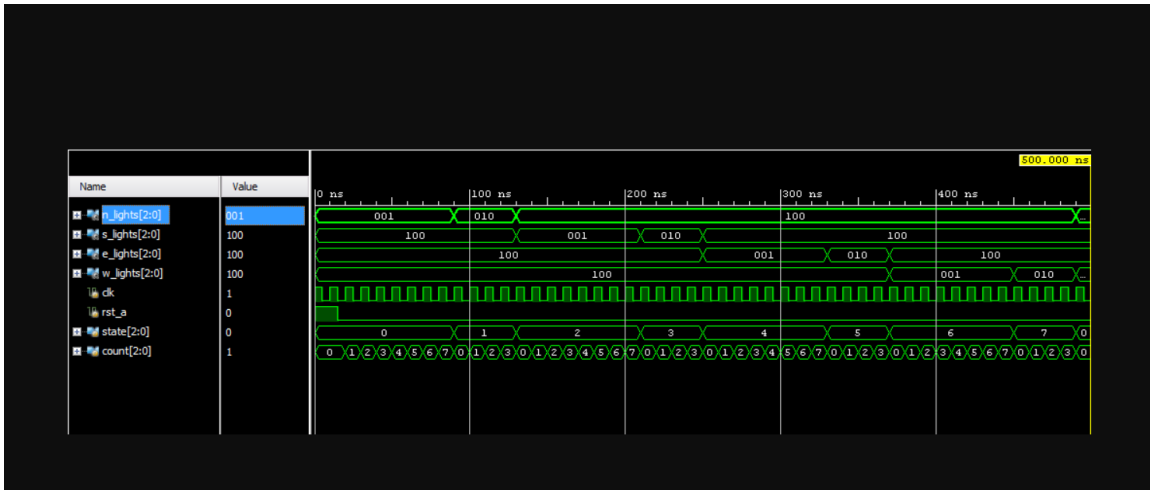 500.000 ns
Name Value
0 ns 100 ns 200 ns 300 ns 400 ns
n_lights[2:0] 001 001 010 100 ...
s_lights[2:0] 100 100 001 010 100
e_lights[2:0] 100 100 001 010 100
w_lights[2:0] 100 100 001 010 ...
clk 1
rst_a 0
state[2:0] 0 0 1 2 3 4 5 6 7 0
count[2:0] 1 0 1 2 3 4 5 6 7 0 1 2 3 0 1 2 3 4 5 6 7 0 1 2 3 0 1 2 3 4 5 6 7 0 1 2 3 0 1 2 3 4 5 6 7 0 1 2 3 0